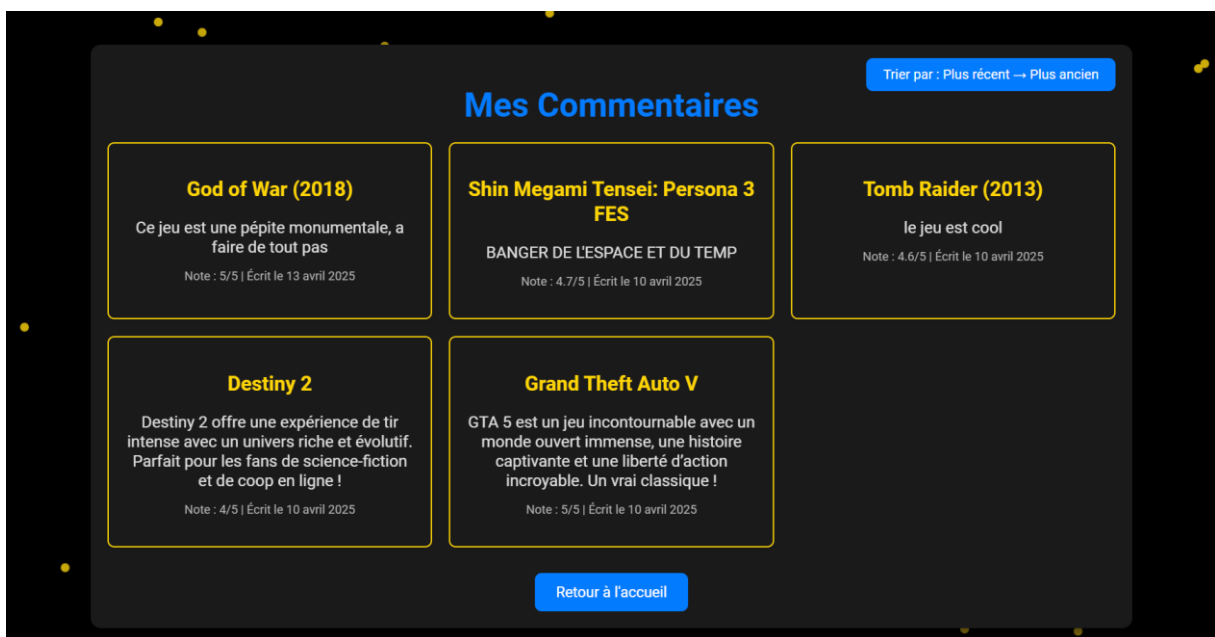 Trier par : Plus récent → Plus ancien
Mes Commentaires
God of War (2018)
Ce jeu est une pépite monumentale, a
faire de tout pas
Note : 5/5 | Écrit le 13 avril 2025
Shin Megami Tensei: Persona 3
FES
BANGER DE L'ESPACE ET DU TEMP
Note : 4.7/5 | Écrit le 10 avril 2025
Tomb Raider (2013)
le jeu est cool
Note : 4.6/5 | Écrit le 10 avril 2025
Destiny 2
Destiny 2 offre une expérience de tir
intense avec un univers riche et évolutif.
Parfait pour les fans de science-fiction
et de coop en ligne !
Note : 4/5 | Écrit le 10 avril 2025
Grand Theft Auto V
GTA 5 est un jeu incontournable avec un
monde ouvert immense, une histoire
captivante et une liberté d’action
incroyable. Un vrai classique !
Note : 5/5 | Écrit le 10 avril 2025
Retour à l'accueil